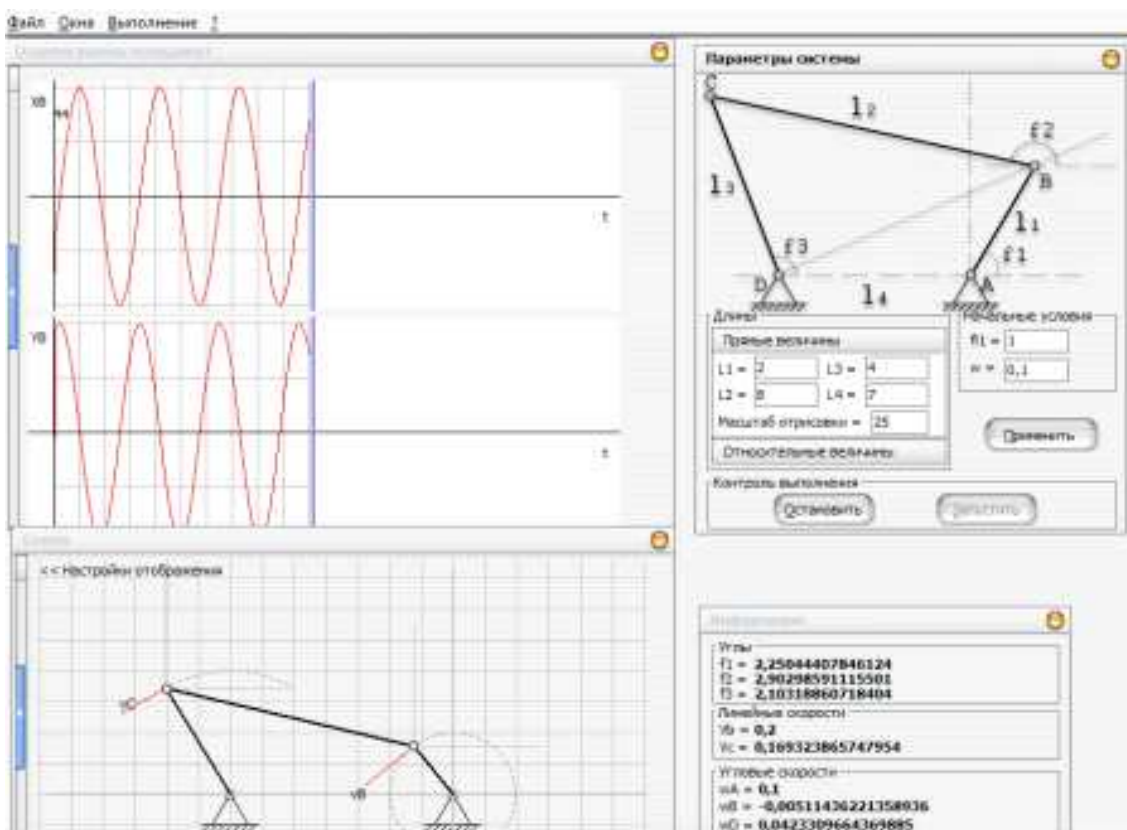 Файл Окна Выполнение ?
XB
t
YB
t
<< Настройки отображения
vC
vB
Параметры системы
C
l2
f2
B
l3
l1
f3
f1
D
A
l4
Длины
Прямые величины
L1 = 2 L3 = 4
L2 = 8 L4 = 7
Масштаб отрисовки = 25
Относительные величины
Начальные условия
fi1 = 1
w = 0,1
Применить
Контроль выполнения
Остановить
Запустить
Углы
f1 = 2,25044407846124
f2 = 2,90298591115501
f3 = 2,10318860718404
Линейные скорости
Vb = 0,2
Vc = 0,169323865747954
Угловые скорости
wA = 0,1
wB = -0,00511436221358936
wD = 0,0423309664369885